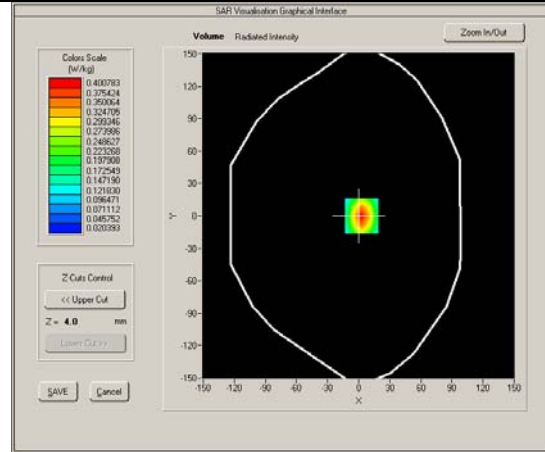 SAR Visualisation Graphical Interface
Volume Radiated Intensity
Zoom In/Out
Colors Scale
(W/kg)
0.400783
0.375424
0.350064
0.324705
0.299346
0.273986
0.248627
0.223268
0.197908
0.172549
0.147190
0.121830
0.096471
0.071112
0.045752
0.020393
Z Cuts Control
<< Upper Cut
Z = 4.0 mm
Lower Cut >>
SAVE Cancel
150
120
90
60
30
0
-30
-60
-90
-120
-150
Y
-150 -120 -90 -60 -30 0 30 60 90 120 150
X